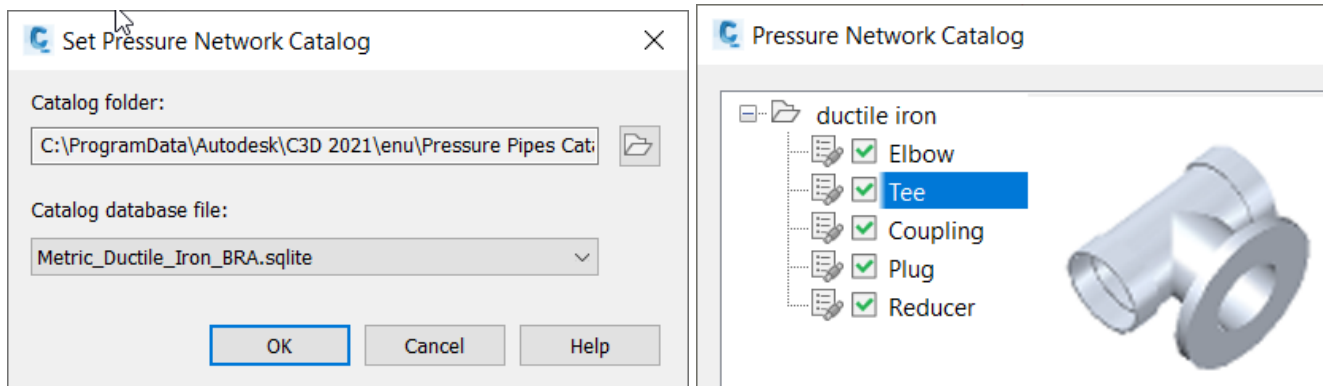 Set Pressure Network Catalog
Catalog folder:
C:\ProgramData\Autodesk\C3D 2021\enu\Pressure Pipes Cat
Catalog database file:
Metric_Ductile_Iron_BRA.sqlite
OK
Cancel
Help
Pressure Network Catalog
ductile iron
Elbow
Tee
Coupling
Plug
Reducer